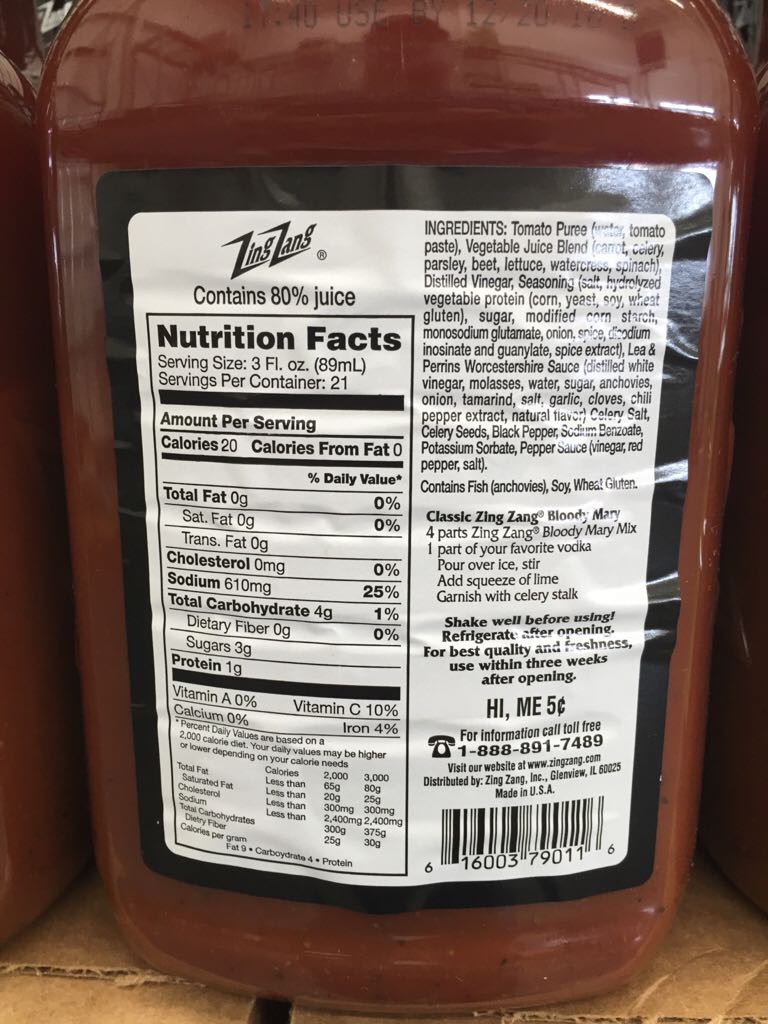 17:40 USE BY 12/20
Zing Zang ®
Contains 80% juice
Nutrition Facts
Serving Size: 3 Fl. oz. (89mL)
Servings Per Container: 21
Amount Per Serving
Calories 20 Calories From Fat 0
% Daily Value*
Total Fat 0g 0%
Sat. Fat 0g 0%
Trans. Fat 0g
Cholesterol 0mg 0%
Sodium 610mg 25%
Total Carbohydrate 4g 1%
Dietary Fiber 0g 0%
Sugars 3g
Protein 1g
Vitamin A 0% Vitamin C 10%
Calcium 0% Iron 4%
*Percent Daily Values are based on a
2,000 calorie diet. Your daily values may be higher
or lower depending on your calorie needs
Calories 2,000 3,000
Total Fat Less than 65g 80g
Saturated Fat Less than 20g 25g
Cholesterol Less than 300mg 300mg
Sodium Less than 2,400mg 2,400mg
Total Carbohydrates 300g 375g
Dietry Fiber 25g 30g
Calories per gram
Fat 9 • Carboydrate 4 • Protein
INGREDIENTS: Tomato Puree (water, tomato
paste), Vegetable Juice Blend (carrot, celery,
parsley, beet, lettuce, watercress, spinach),
Distilled Vinegar, Seasoning (salt, hydrolyzed
vegetable protein (corn, yeast, soy, wheat
gluten), sugar, modified corn starch,
monosodium glutamate, onion, spice, disodium
inosinate and guanylate, spice extract), Lea &
Perrins Worcestershire Sauce (distilled white
vinegar, molasses, water, sugar, anchovies,
onion, tamarind, salt, garlic, cloves, chili
pepper extract, natural flavor) Celery Salt,
Celery Seeds, Black Pepper, Sodium Benzoate,
Potassium Sorbate, Pepper Sauce (vinegar, red
pepper, salt).
Contains Fish (anchovies), Soy, Wheat Gluten.
Classic Zing Zang® Bloody Mary
4 parts Zing Zang® Bloody Mary Mix
1 part of your favorite vodka
Pour over ice, stir
Add squeeze of lime
Garnish with celery stalk
Shake well before using!
Refrigerate after opening.
For best quality and freshness,
use within three weeks
after opening.
HI, ME 5¢
For information call toll free
1-888-891-7489
Visit our website at www.zingzang.com
Distributed by: Zing Zang, Inc., Glenview, IL 60025
Made in U.S.A.
6 16003 79011 6